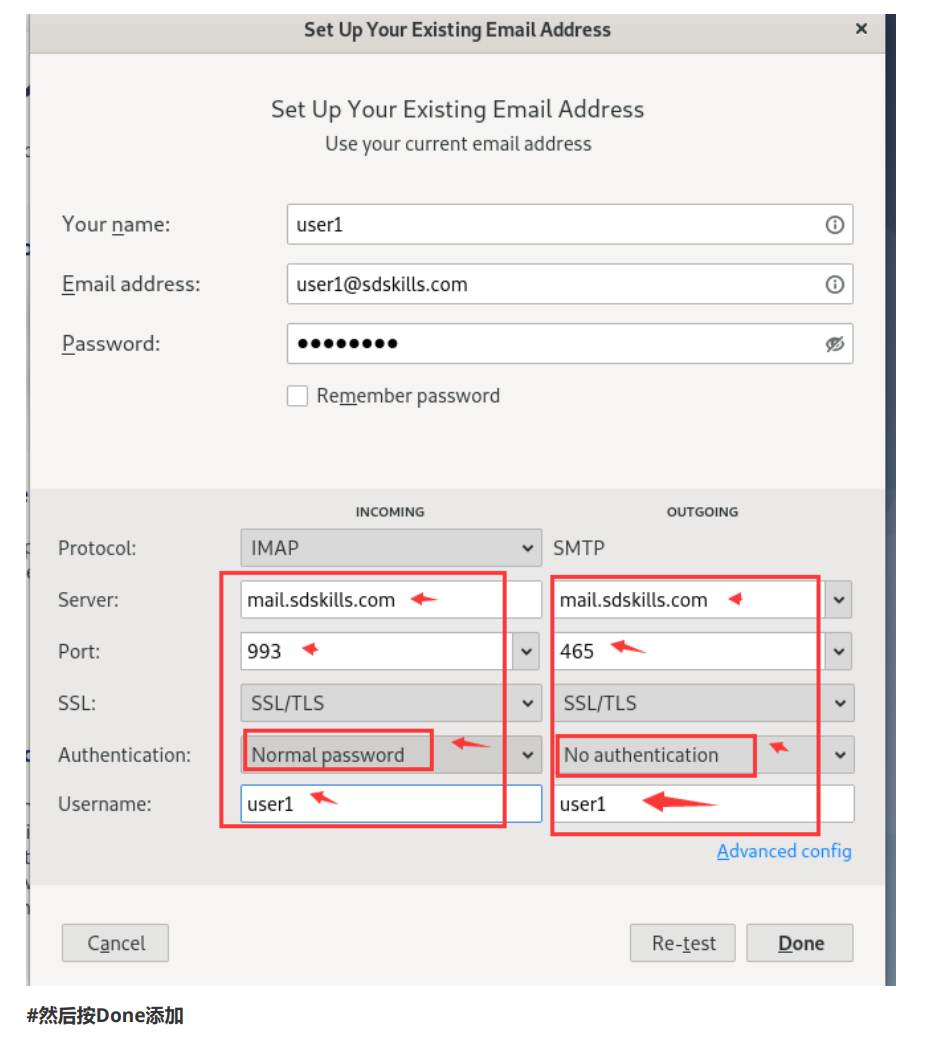 Set Up Your Existing Email Address
Set Up Your Existing Email Address
Use your current email address
Your name: user1
Email address: user1@sdskills.com
Password: ●●●●●●●●
Remember password
INCOMING OUTGOING
Protocol: IMAP SMTP
Server: mail.sdskills.com mail.sdskills.com
Port: 993 465
SSL: SSL/TLS SSL/TLS
Authentication: Normal password No authentication
Username: user1 user1
Advanced config
Cancel Re-test Done
#然后按Done添加